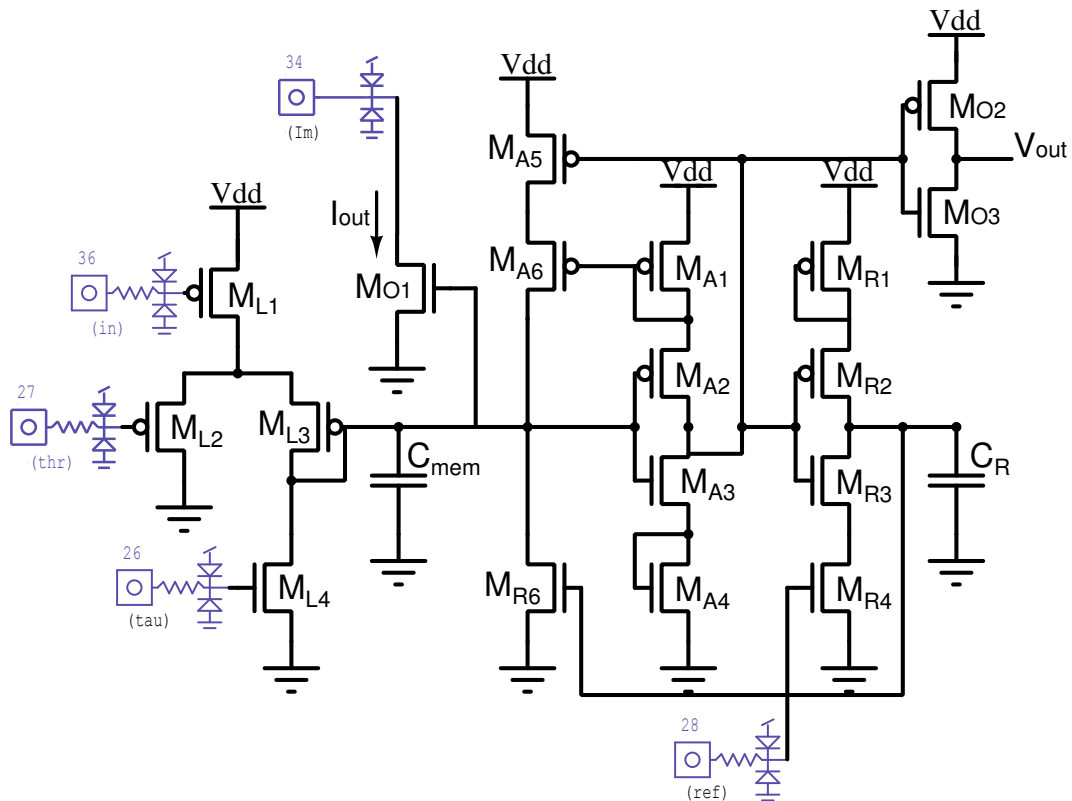 34
(Im)
Vdd
Vdd
MO2
Vout
MO3
MA5
Vdd
Vdd
Iout
MA6
MA1
MR1
MO1
Vdd
36
(in)
ML1
MA2
MR2
27
(thr)
ML2
ML3
Cmem
MA3
MR3
CR
26
(tau)
ML4
MR6
MA4
MR4
28
(ref)